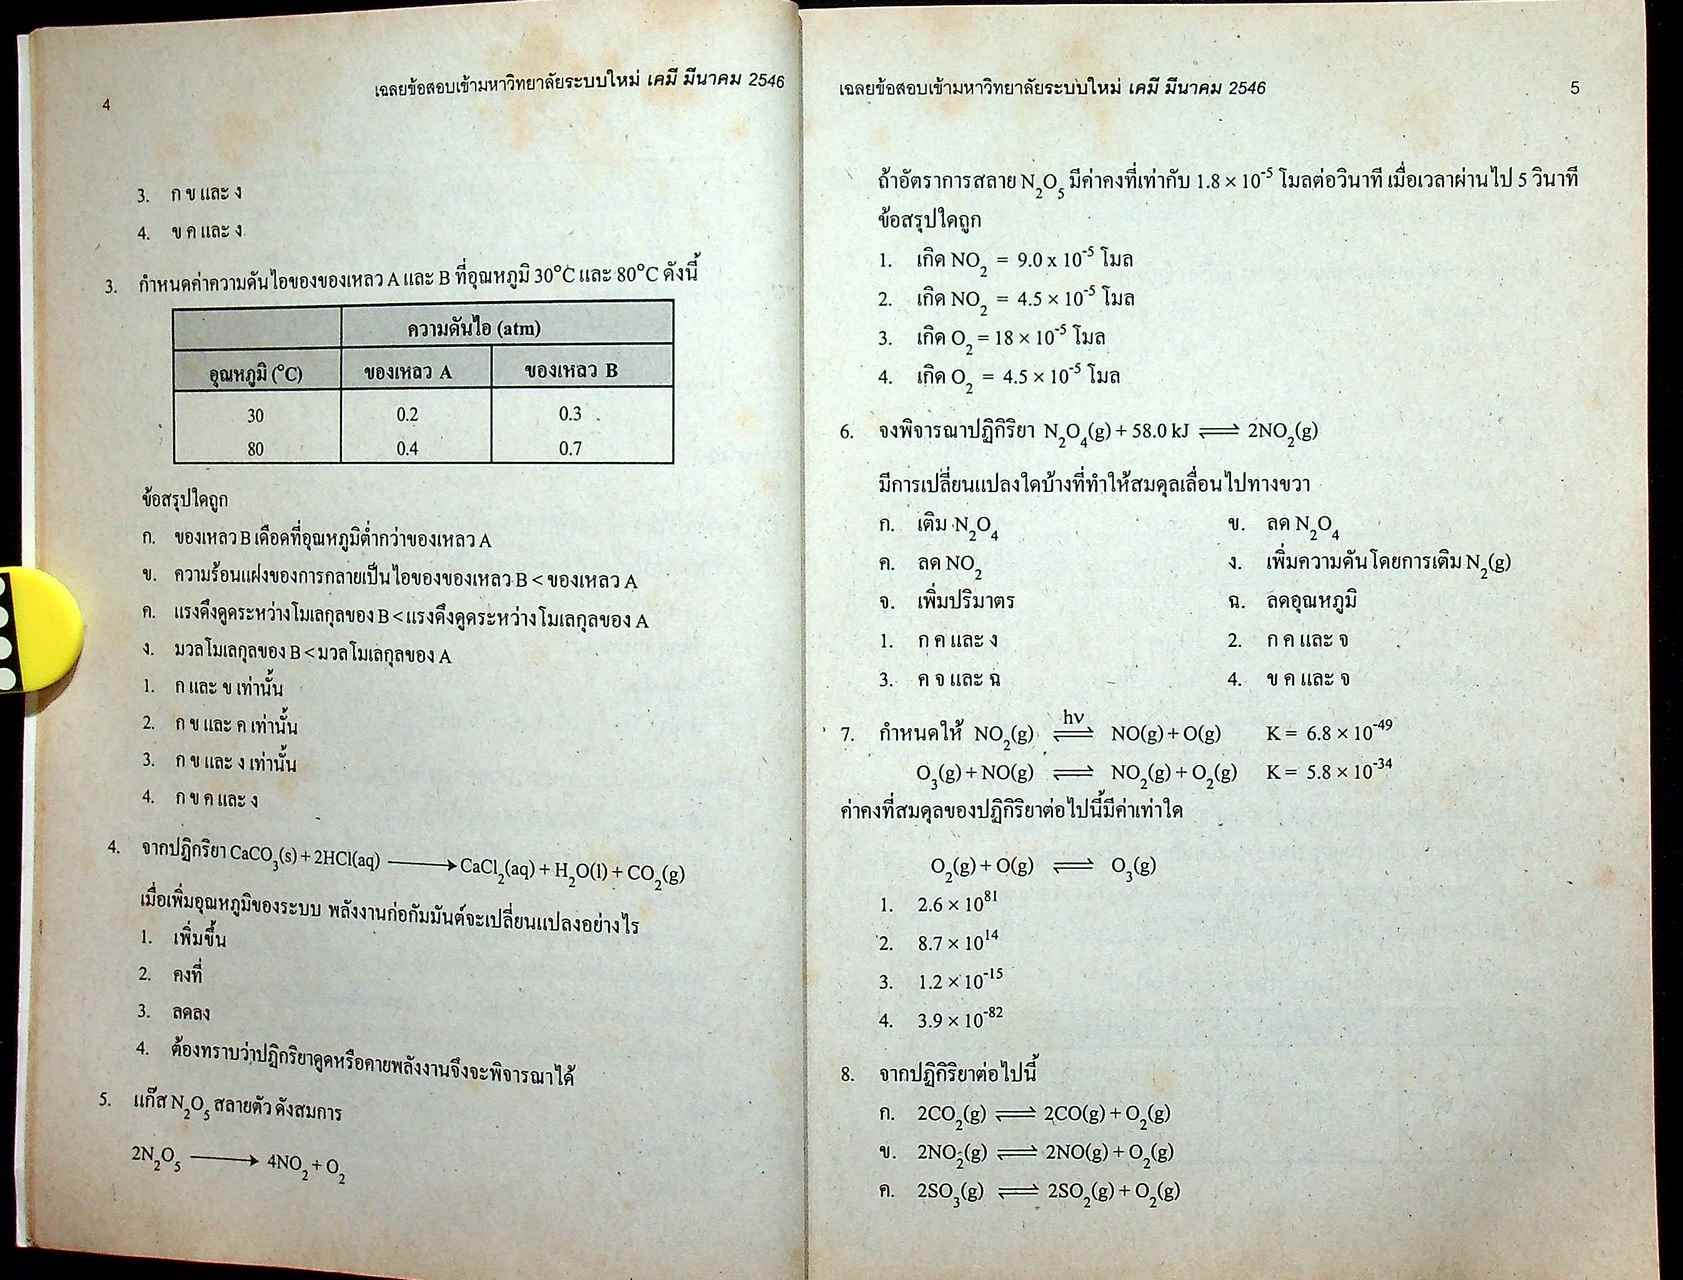 4
เฉลยข้อสอบเข้ามหาวิทยาลัยระบบใหม่ เคมี มีนาคม 2546
3. ก ข และ ง
4. ข ค และ ง
3. กำหนดค่าความดันไอของของเหลว A และ B ที่อุณหภูมิ 30°C และ 80°C ดังนี้
ความดันไอ (atm)
อุณหภูมิ (°C) ของเหลว A ของเหลว B
30 0.2 0.3
80 0.4 0.7
ข้อสรุปใดถูก
ก. ของเหลว B เดือดที่อุณหภูมิต่ำกว่าของเหลว A
ข. ความร้อนแฝงของการกลายเป็นไอของของเหลว B < ของเหลว A
ค. แรงดึงดูดระหว่างโมเลกุลของ B < แรงดึงดูดระหว่างโมเลกุลของ A
ง. มวลโมเลกุลของ B < มวลโมเลกุลของ A
1. ก และ ข เท่านั้น
2. ก ข และ ค เท่านั้น
3. ก ข และ ง เท่านั้น
4. ก ข ค และ ง
4. จากปฏิกริยา CaCO₃(s) + 2HCl(aq) ⟶ CaCl₂(aq) + H₂O(l) + CO₂(g)
เมื่อเพิ่มอุณหภูมิของระบบ พลังงานก่อกัมมันต์จะเปลี่ยนแปลงอย่างไร
1. เพิ่มขึ้น
2. คงที่
3. ลดลง
4. ต้องทราบว่าปฏิกริยาดูดหรือคายพลังงานจึงจะพิจารณาได้
5. แก๊ส N₂O₅ สลายตัว ดังสมการ
2N₂O₅ ⟶ 4NO₂ + O₂
เฉลยข้อสอบเข้ามหาวิทยาลัยระบบใหม่ เคมี มีนาคม 2546
5
ถ้าอัตราการสลาย N₂O₅ มีค่าคงที่เท่ากับ 1.8 × 10⁻⁵ โมลต่อวินาที เมื่อเวลาผ่านไป 5 วินาที
ข้อสรุปใดถูก
1. เกิด NO₂ = 9.0 x 10⁻⁵ โมล
2. เกิด NO₂ = 4.5 × 10⁻⁵ โมล
3. เกิด O₂ = 18 × 10⁻⁵ โมล
4. เกิด O₂ = 4.5 × 10⁻⁵ โมล
6. จงพิจารณาปฏิกิริยา N₂O₄(g) + 58.0 kJ ⇌ 2NO₂(g)
มีการเปลี่ยนแปลงใดบ้างที่ทำให้สมดุลเลื่อนไปทางขวา
ก. เติม N₂O₄ ข. ลด N₂O₄
ค. ลด NO₂ ง. เพิ่มความดันโดยการเติม N₂(g)
จ. เพิ่มปริมาตร ฉ. ลดอุณหภูมิ
1. ก ค และ ง 2. ก ค และ จ
3. ค จ และ ฉ 4. ข ค และ จ
7. กำหนดให้ NO₂(g) hν ⇌ NO(g) + O(g) K = 6.8 × 10⁻⁴⁹
O₃(g) + NO(g) ⇌ NO₂(g) + O₂(g) K = 5.8 × 10⁻³⁴
ค่าคงที่สมดุลของปฏิกิริยาต่อไปนี้มีค่าเท่าใด
O₂(g) + O(g) ⇌ O₃(g)
1. 2.6 × 10⁸¹
2. 8.7 × 10¹⁴
3. 1.2 × 10⁻¹⁵
4. 3.9 × 10⁻⁸²
8. จากปฏิกิริยาต่อไปนี้
ก. 2CO₂(g) ⇌ 2CO(g) + O₂(g)
ข. 2NO₂(g) ⇌ 2NO(g) + O₂(g)
ค. 2SO₃(g) ⇌ 2SO₂(g) + O₂(g)